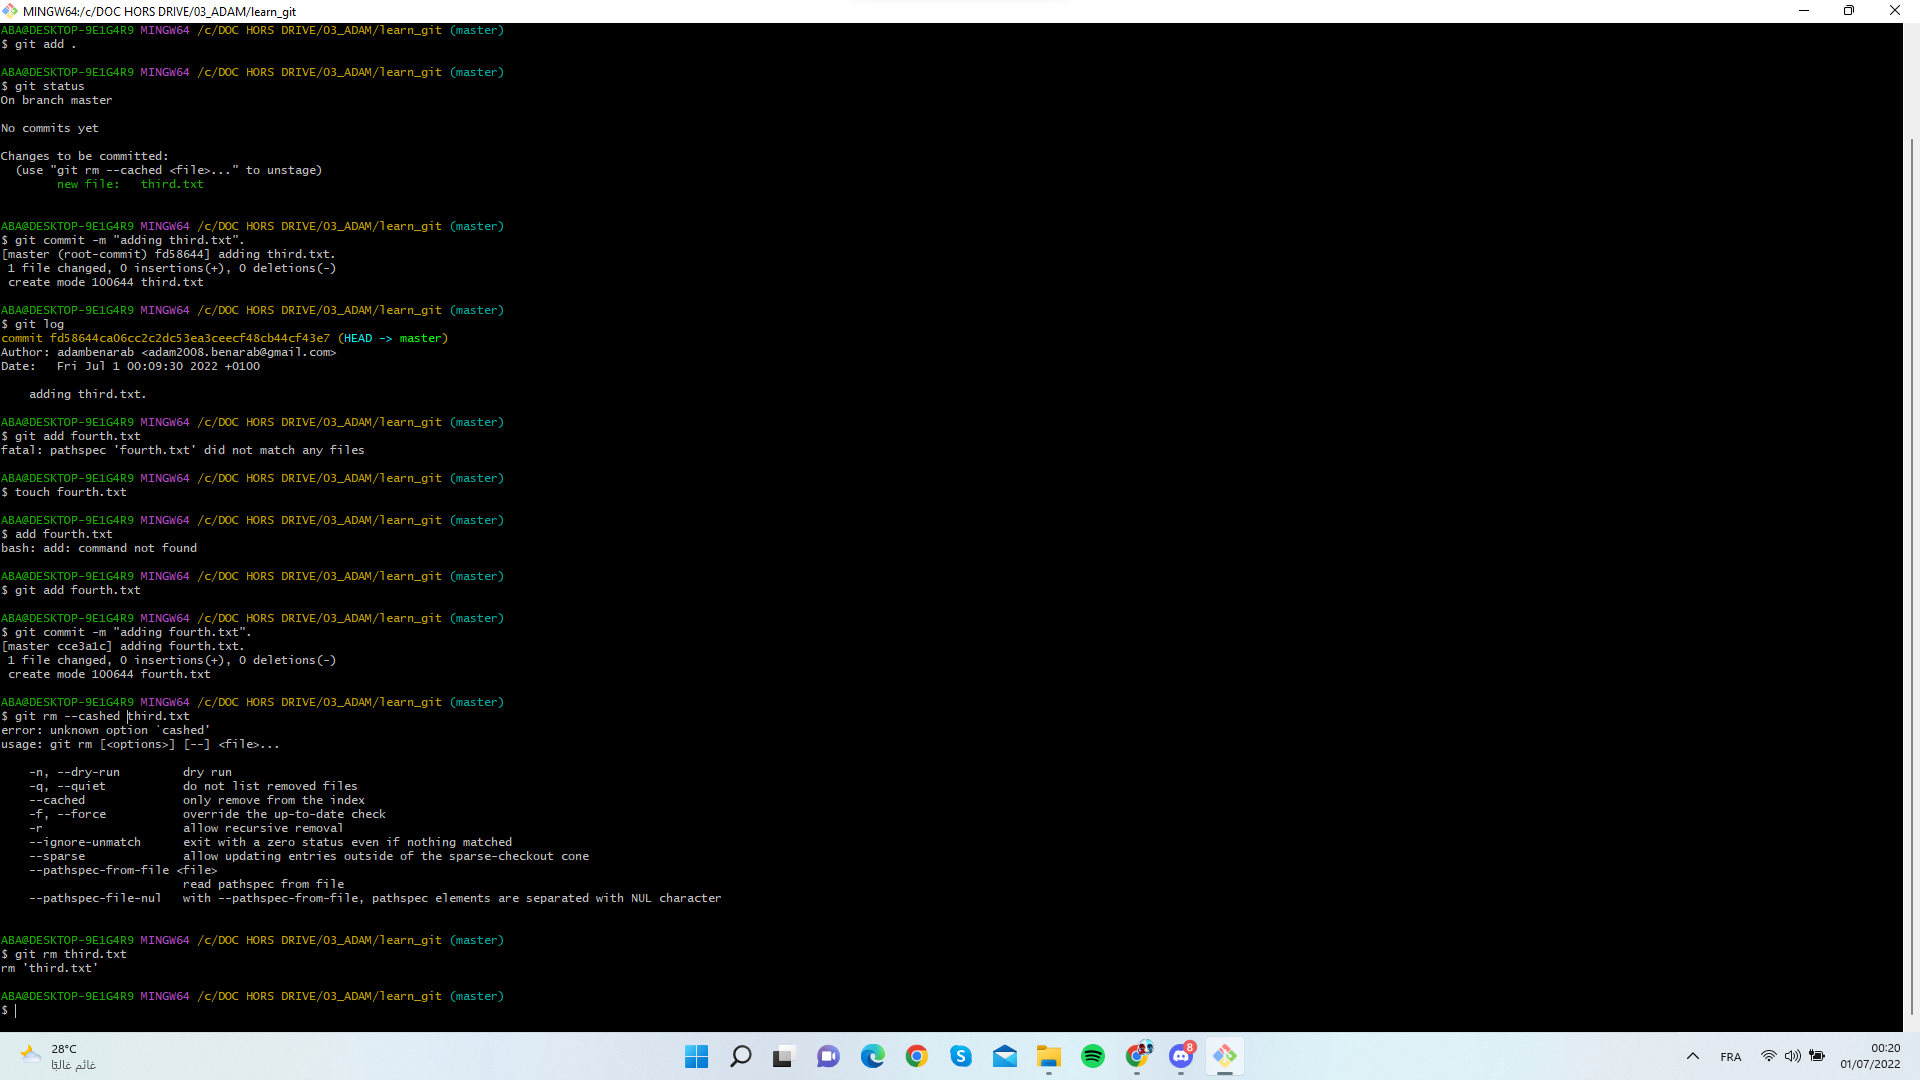 MINGW64:/c/DOC HORS DRIVE/03_ADAM/learn_git
ABA@DESKTOP-9E1G4R9 MINGW64 /c/DOC HORS DRIVE/03_ADAM/learn_git (master)
$ git add .
ABA@DESKTOP-9E1G4R9 MINGW64 /c/DOC HORS DRIVE/03_ADAM/learn_git (master)
$ git status
On branch master
No commits yet
Changes to be committed:
  (use "git rm --cached <file>..." to unstage)
        new file:   third.txt
ABA@DESKTOP-9E1G4R9 MINGW64 /c/DOC HORS DRIVE/03_ADAM/learn_git (master)
$ git commit -m "adding third.txt".
[master (root-commit) fd58644] adding third.txt.
 1 file changed, 0 insertions(+), 0 deletions(-)
 create mode 100644 third.txt
ABA@DESKTOP-9E1G4R9 MINGW64 /c/DOC HORS DRIVE/03_ADAM/learn_git (master)
$ git log
commit fd58644ca06cc2c2dc53ea3ceecf48cb44cf43e7 (HEAD -> master)
Author: adambenarab <adam2008.benarab@gmail.com>
Date:   Fri Jul 1 00:09:30 2022 +0100
    adding third.txt.
ABA@DESKTOP-9E1G4R9 MINGW64 /c/DOC HORS DRIVE/03_ADAM/learn_git (master)
$ git add fourth.txt
fatal: pathspec 'fourth.txt' did not match any files
ABA@DESKTOP-9E1G4R9 MINGW64 /c/DOC HORS DRIVE/03_ADAM/learn_git (master)
$ touch fourth.txt
ABA@DESKTOP-9E1G4R9 MINGW64 /c/DOC HORS DRIVE/03_ADAM/learn_git (master)
$ add fourth.txt
bash: add: command not found
ABA@DESKTOP-9E1G4R9 MINGW64 /c/DOC HORS DRIVE/03_ADAM/learn_git (master)
$ git add fourth.txt
ABA@DESKTOP-9E1G4R9 MINGW64 /c/DOC HORS DRIVE/03_ADAM/learn_git (master)
$ git commit -m "adding fourth.txt".
[master cce3a1c] adding fourth.txt.
 1 file changed, 0 insertions(+), 0 deletions(-)
 create mode 100644 fourth.txt
ABA@DESKTOP-9E1G4R9 MINGW64 /c/DOC HORS DRIVE/03_ADAM/learn_git (master)
$ git rm --cashed third.txt
error: unknown option `cashed'
usage: git rm [<options>] [--] <file>...
    -n, --dry-run         dry run
    -q, --quiet           do not list removed files
    --cached              only remove from the index
    -f, --force           override the up-to-date check
    -r                    allow recursive removal
    --ignore-unmatch      exit with a zero status even if nothing matched
    --sparse              allow updating entries outside of the sparse-checkout cone
    --pathspec-from-file <file>
                          read pathspec from file
    --pathspec-file-nul   with --pathspec-from-file, pathspec elements are separated with NUL character
ABA@DESKTOP-9E1G4R9 MINGW64 /c/DOC HORS DRIVE/03_ADAM/learn_git (master)
$ git rm third.txt
rm 'third.txt'
ABA@DESKTOP-9E1G4R9 MINGW64 /c/DOC HORS DRIVE/03_ADAM/learn_git (master)
$
28°C
غائم غالبًا
8
FRA
00:20
01/07/2022